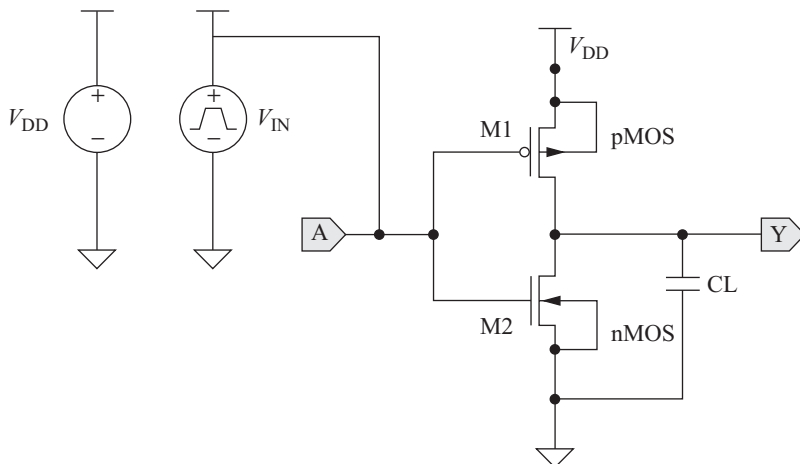 V_DD
V_IN
V_DD
M1
pMOS
A
Y
CL
M2
nMOS